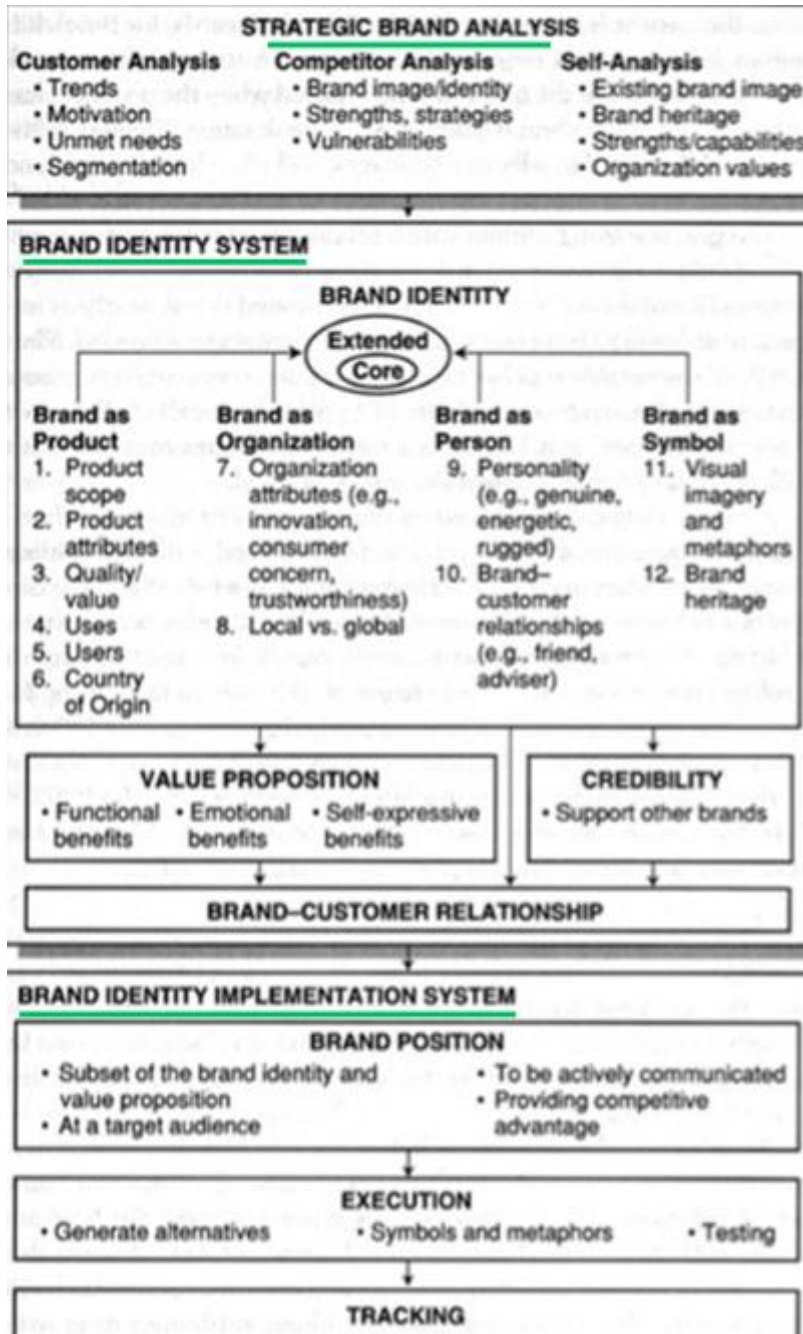 STRATEGIC BRAND ANALYSIS
Customer Analysis
• Trends
• Motivation
• Unmet needs
• Segmentation
Competitor Analysis
• Brand image/identity
• Strengths, strategies
• Vulnerabilities
Self-Analysis
• Existing brand image
• Brand heritage
• Strengths/capabilities
• Organization values
BRAND IDENTITY SYSTEM
BRAND IDENTITY
Extended
Core
Brand as
Product
1. Product
scope
2. Product
attributes
3. Quality/
value
4. Uses
5. Users
6. Country
of Origin
Brand as
Organization
7. Organization
attributes (e.g.,
innovation,
consumer
concern,
trustworthiness)
8. Local vs. global
Brand as
Person
9. Personality
(e.g., genuine,
energetic,
rugged)
10. Brand–
customer
relationships
(e.g., friend,
adviser)
Brand as
Symbol
11. Visual
imagery
and
metaphors
12. Brand
heritage
VALUE PROPOSITION
• Functional
benefits
• Emotional
benefits
• Self-expressive
benefits
CREDIBILITY
• Support other brands
BRAND–CUSTOMER RELATIONSHIP
BRAND IDENTITY IMPLEMENTATION SYSTEM
BRAND POSITION
• Subset of the brand identity and
value proposition
• At a target audience
• To be actively communicated
• Providing competitive
advantage
EXECUTION
• Generate alternatives
• Symbols and metaphors
• Testing
TRACKING